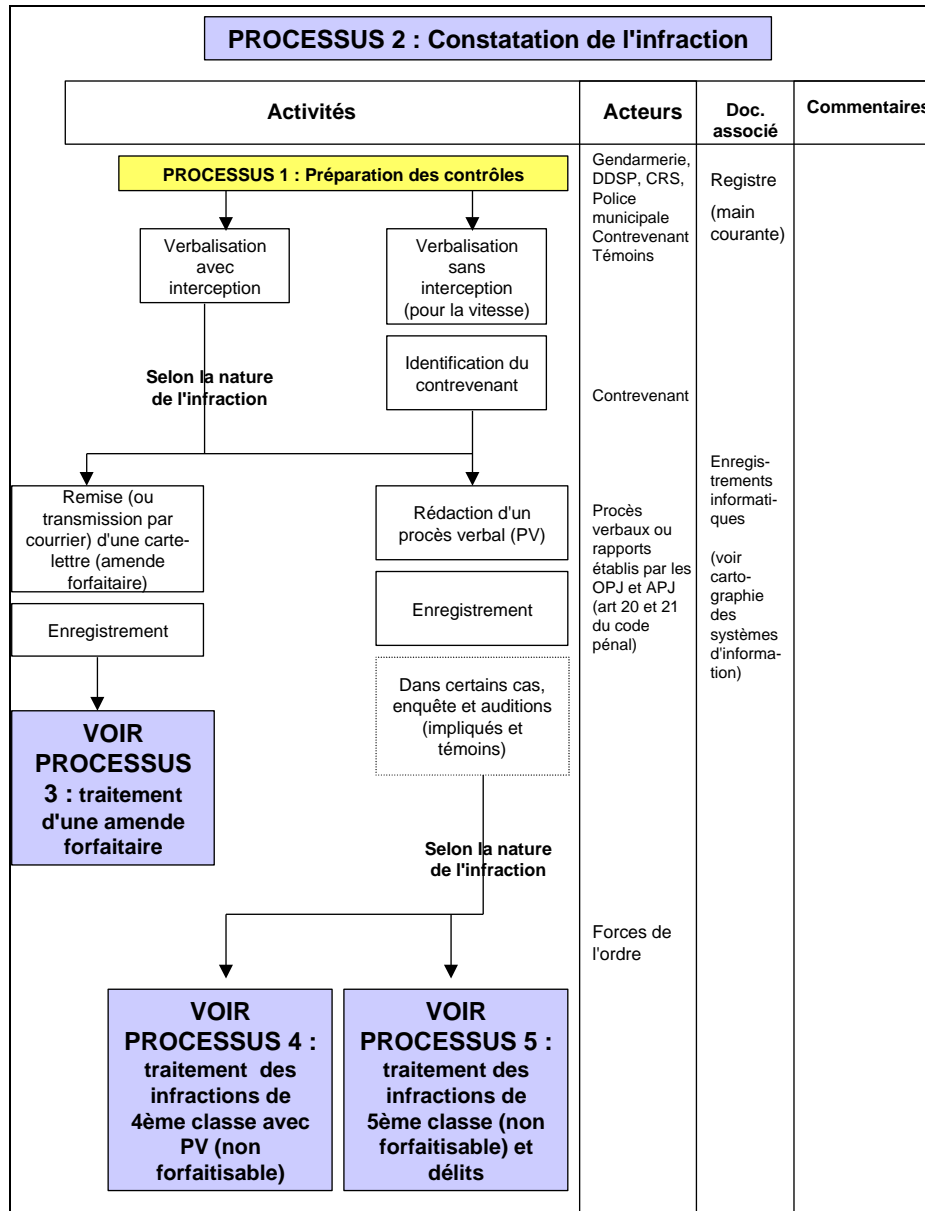 PROCESSUS 2 : Constatation de l'infraction
Activités
Acteurs
Doc.
associé
Commentaires
PROCESSUS 1 : Préparation des contrôles
Verbalisation
avec
interception
Verbalisation
sans
interception
(pour la vitesse)
Identification du
contrevenant
Selon la nature
de l'infraction
Remise (ou
transmission par
courrier) d'une carte-
lettre (amende
forfaitaire)
Enregistrement
VOIR
PROCESSUS
3 : traitement
d'une amende
forfaitaire
Rédaction d'un
procès verbal (PV)
Enregistrement
Dans certains cas,
enquête et auditions
(impliqués et
témoins)
Selon la nature
de l'infraction
VOIR
PROCESSUS 4 :
traitement des
infractions de
4ème classe avec
PV (non
forfaitisable)
VOIR
PROCESSUS 5 :
traitement des
infractions de
5ème classe (non
forfaitisable) et
délits
Gendarmerie,
DDSP, CRS,
Police
municipale
Contrevenant
Témoins
Contrevenant
Procès
verbaux ou
rapports
établis par les
OPJ et APJ
(art 20 et 21
du code
pénal)
Forces de
l'ordre
Registre
(main
courante)
Enregis-
trements
informati-
ques
(voir
carto-
graphie
des
systèmes
d'informa-
tion)